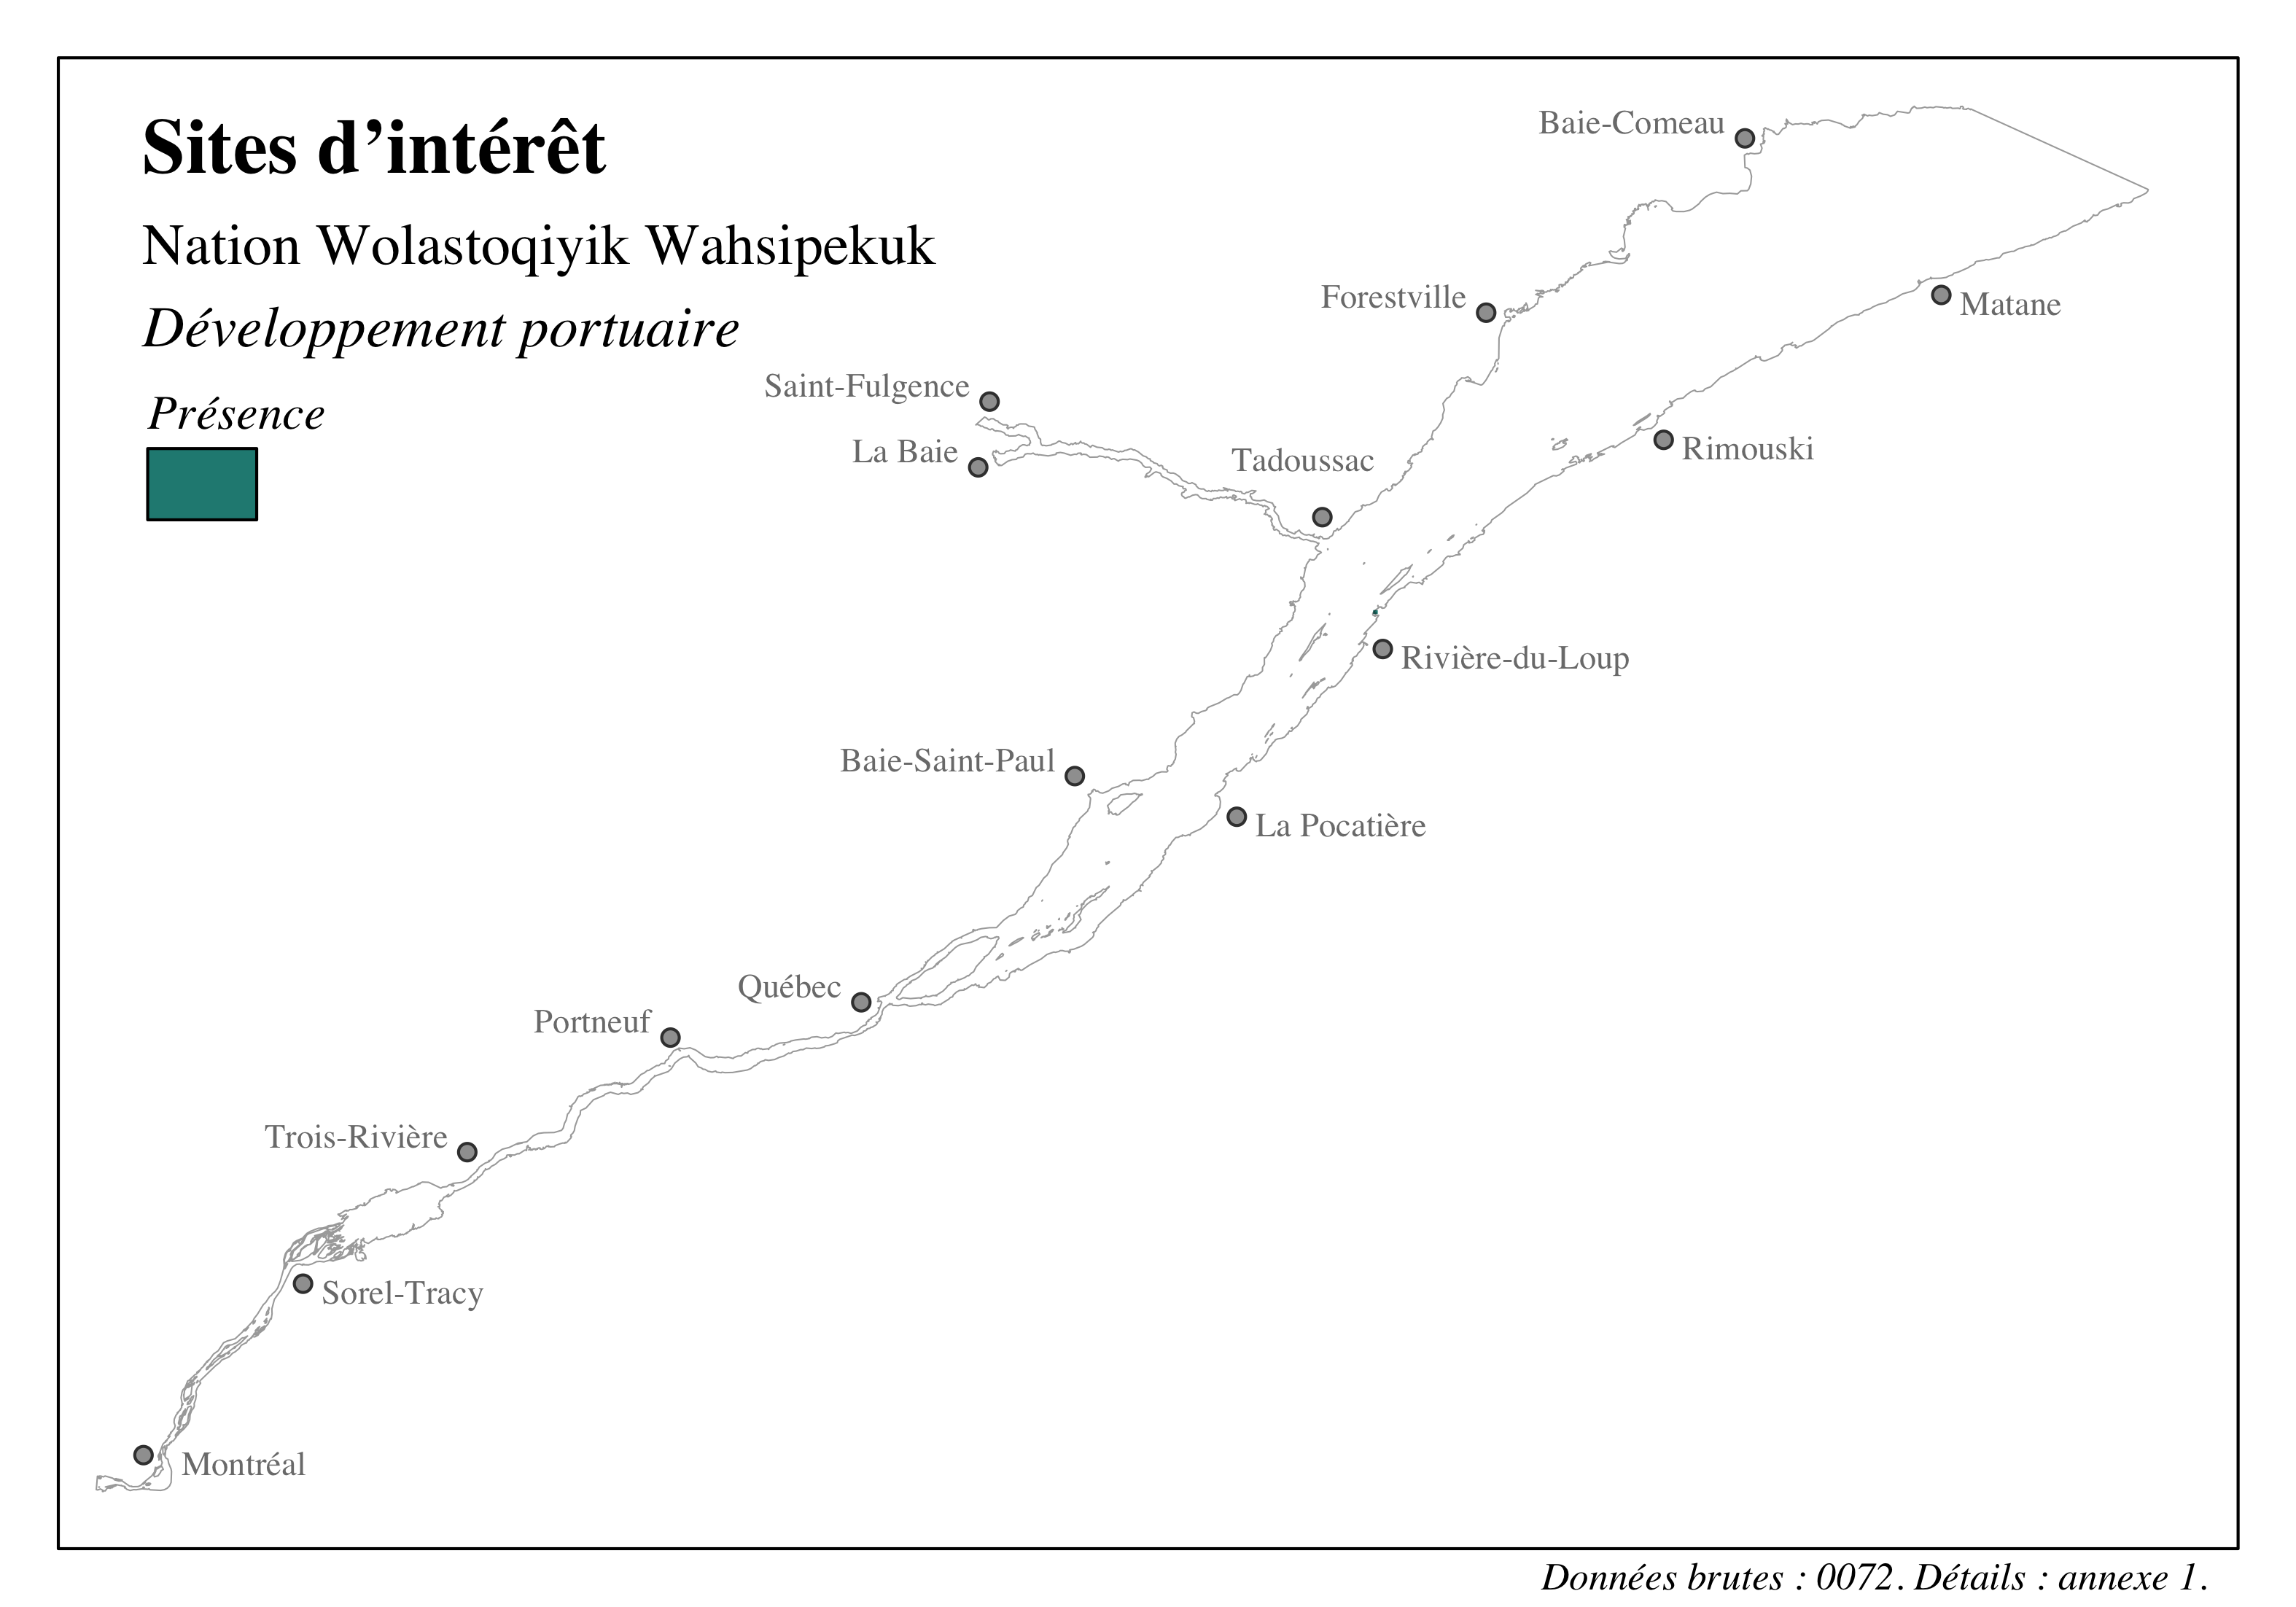 Sites d’intérêt
Nation Wolastoqiyik Wahsipekuk
Développement portuaire
Présence
Baie-Comeau
Forestville
Matane
Saint-Fulgence
La Baie
Tadoussac
Rimouski
Rivière-du-Loup
Baie-Saint-Paul
La Pocatière
Québec
Portneuf
Trois-Rivière
Sorel-Tracy
Montréal
Données brutes : 0072. Détails : annexe 1.